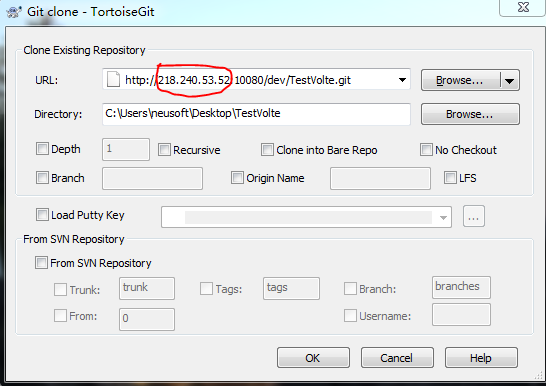 Git clone - TortoiseGit
Clone Existing Repository
URL: http://218.240.53.52:10080/dev/TestVolte.git Browse...
Directory: C:\Users\neusoft\Desktop\TestVolte Browse...
Depth 1 Recursive Clone into Bare Repo No Checkout
Branch Origin Name LFS
Load Putty Key ...
From SVN Repository
From SVN Repository
Trunk: trunk Tags: tags Branch: branches
From: 0 Username:
OK Cancel Help